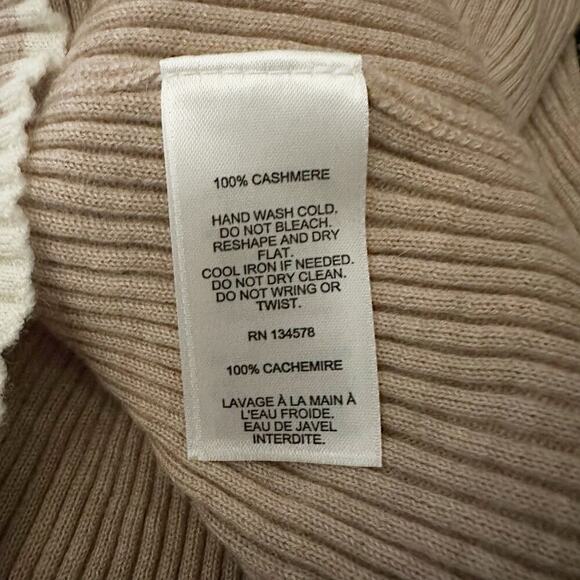 100% CASHMERE
HAND WASH COLD.
DO NOT BLEACH.
RESHAPE AND DRY
FLAT.
COOL IRON IF NEEDED.
DO NOT DRY CLEAN.
DO NOT WRING OR
TWIST.
RN 134578
100% CACHEMIRE
LAVAGE À LA MAIN À
L'EAU FROIDE.
EAU DE JAVEL
INTERDITE.